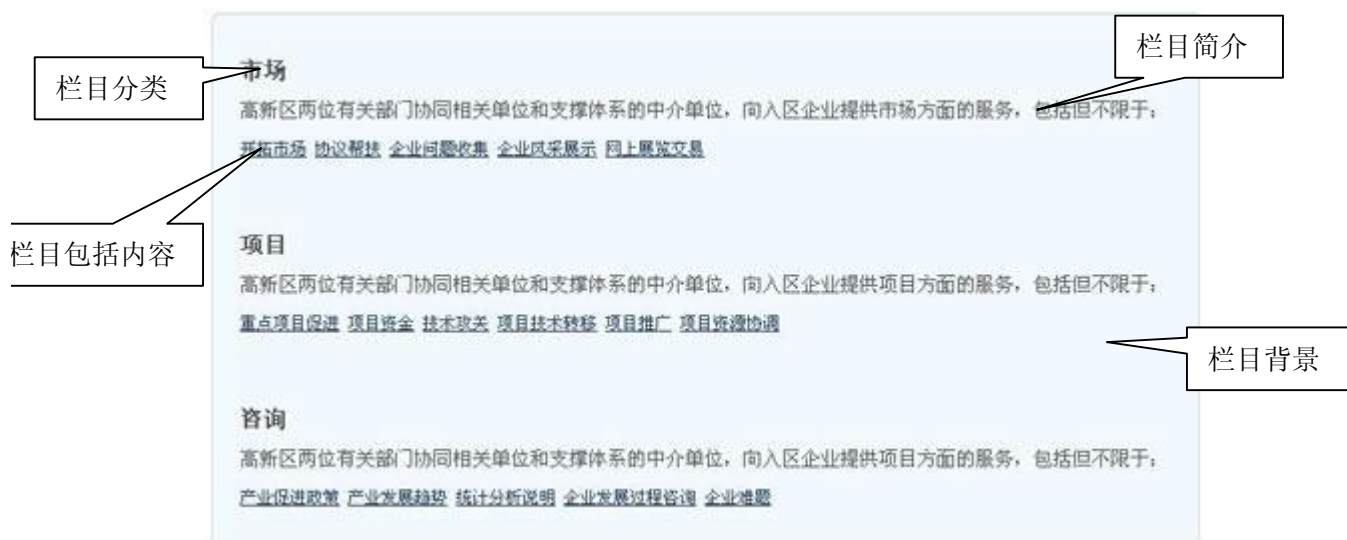 栏目简介
栏目分类
市场
高新区两位有关部门协同相关单位和支撑体系的中介单位，向入区企业提供市场方面的服务，包括但不限于：
开拓市场 协议帮扶 企业问题收集 企业风采展示 网上展览交易
栏目包括内容
项目
高新区两位有关部门协同相关单位和支撑体系的中介单位，向入区企业提供项目方面的服务，包括但不限于：
重点项目促进 项目资金 技术攻关 项目技术转移 项目推广 项目资源协调
栏目背景
咨询
高新区两位有关部门协同相关单位和支撑体系的中介单位，向入区企业提供项目方面的服务，包括但不限于：
产业促进政策 产业发展趋势 统计分析说明 企业发展过程咨询 企业难题